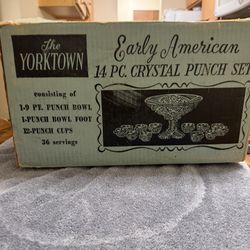 The
YORKTOWN
Early American
14 PC. CRYSTAL PUNCH SET
consisting of
1-9 PT. PUNCH BOWL
1-PUNCH BOWL FOOT
12-PUNCH CUPS
36 servings